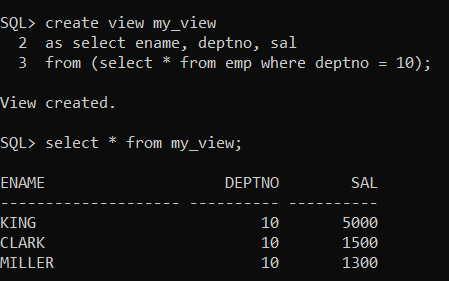 SQL> create view my_view
  2  as select ename, deptno, sal
  3  from (select * from emp where deptno = 10);
View created.
SQL> select * from my_view;
ENAME                    DEPTNO        SAL
-------------------- ---------- ----------
KING                         10       5000
CLARK                        10       1500
MILLER                       10       1300